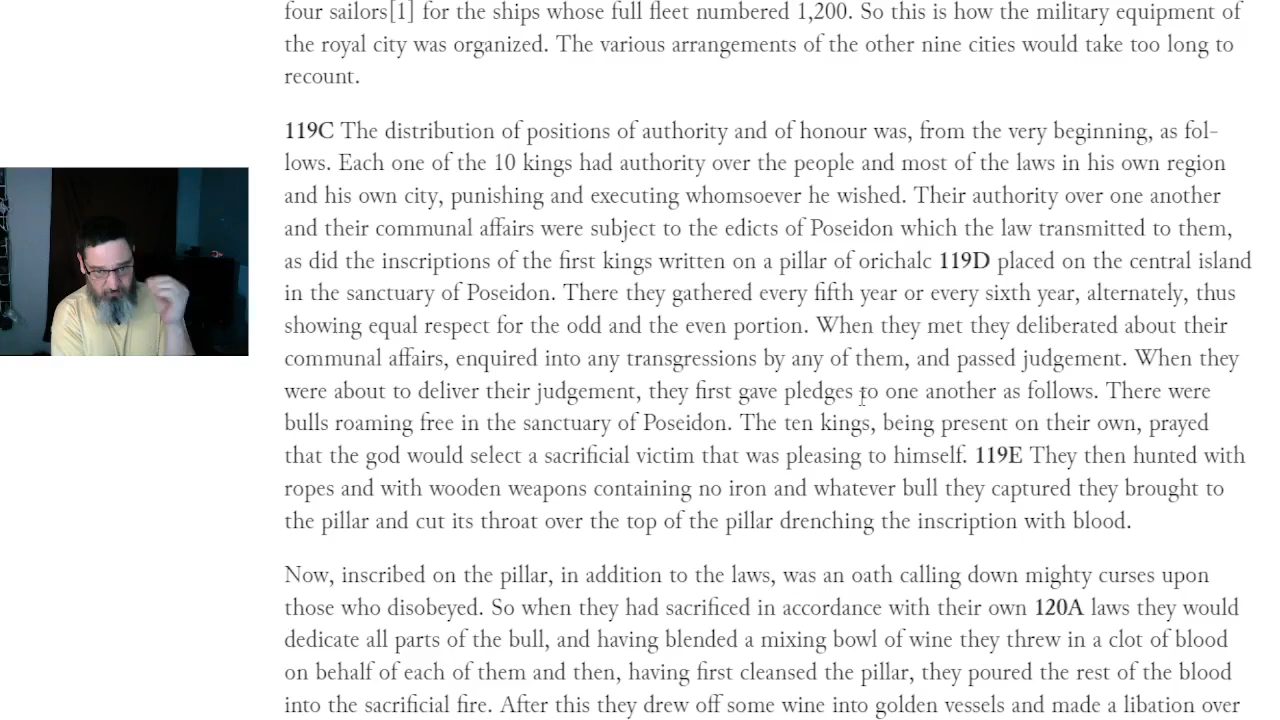 four sailors[1] for the ships whose full fleet numbered 1,200. So this is how the military equipment of
the royal city was organized. The various arrangements of the other nine cities would take too long to
recount.
119C The distribution of positions of authority and of honour was, from the very beginning, as fol-
lows. Each one of the 10 kings had authority over the people and most of the laws in his own region
and his own city, punishing and executing whomsoever he wished. Their authority over one another
and their communal affairs were subject to the edicts of Poseidon which the law transmitted to them,
as did the inscriptions of the first kings written on a pillar of orichalc 119D placed on the central island
in the sanctuary of Poseidon. There they gathered every fifth year or every sixth year, alternately, thus
showing equal respect for the odd and the even portion. When they met they deliberated about their
communal affairs, enquired into any transgressions by any of them, and passed judgement. When they
were about to deliver their judgement, they first gave pledges to one another as follows. There were
bulls roaming free in the sanctuary of Poseidon. The ten kings, being present on their own, prayed
that the god would select a sacrificial victim that was pleasing to himself. 119E They then hunted with
ropes and with wooden weapons containing no iron and whatever bull they captured they brought to
the pillar and cut its throat over the top of the pillar drenching the inscription with blood.
Now, inscribed on the pillar, in addition to the laws, was an oath calling down mighty curses upon
those who disobeyed. So when they had sacrificed in accordance with their own 120A laws they would
dedicate all parts of the bull, and having blended a mixing bowl of wine they threw in a clot of blood
on behalf of each of them and then, having first cleansed the pillar, they poured the rest of the blood
into the sacrificial fire. After this they drew off some wine into golden vessels and made a libation over